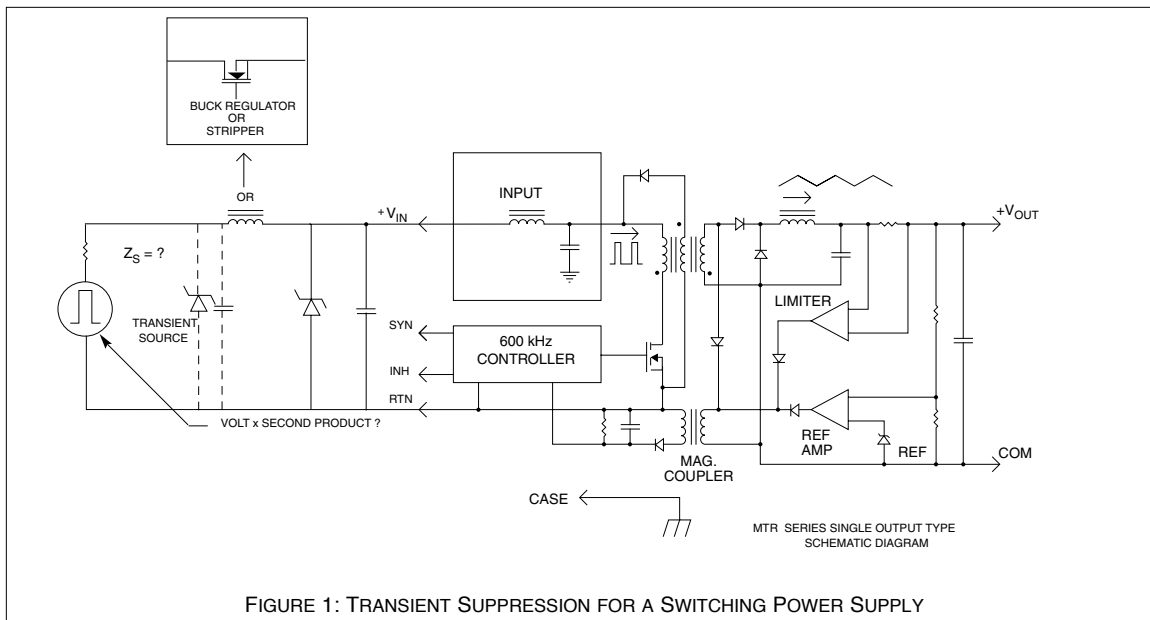 BUCK REGULATOR
OR
STRIPPER
OR
Z_S = ?
TRANSIENT
SOURCE
VOLT x SECOND PRODUCT ?
+V_IN
INPUT
SYN
INH
RTN
600 kHz
CONTROLLER
+V_OUT
LIMITER
REF
AMP
REF
COM
MAG.
COUPLER
CASE
MTR SERIES SINGLE OUTPUT TYPE
SCHEMATIC DIAGRAM
FIGURE 1: TRANSIENT SUPPRESSION FOR A SWITCHING POWER SUPPLY